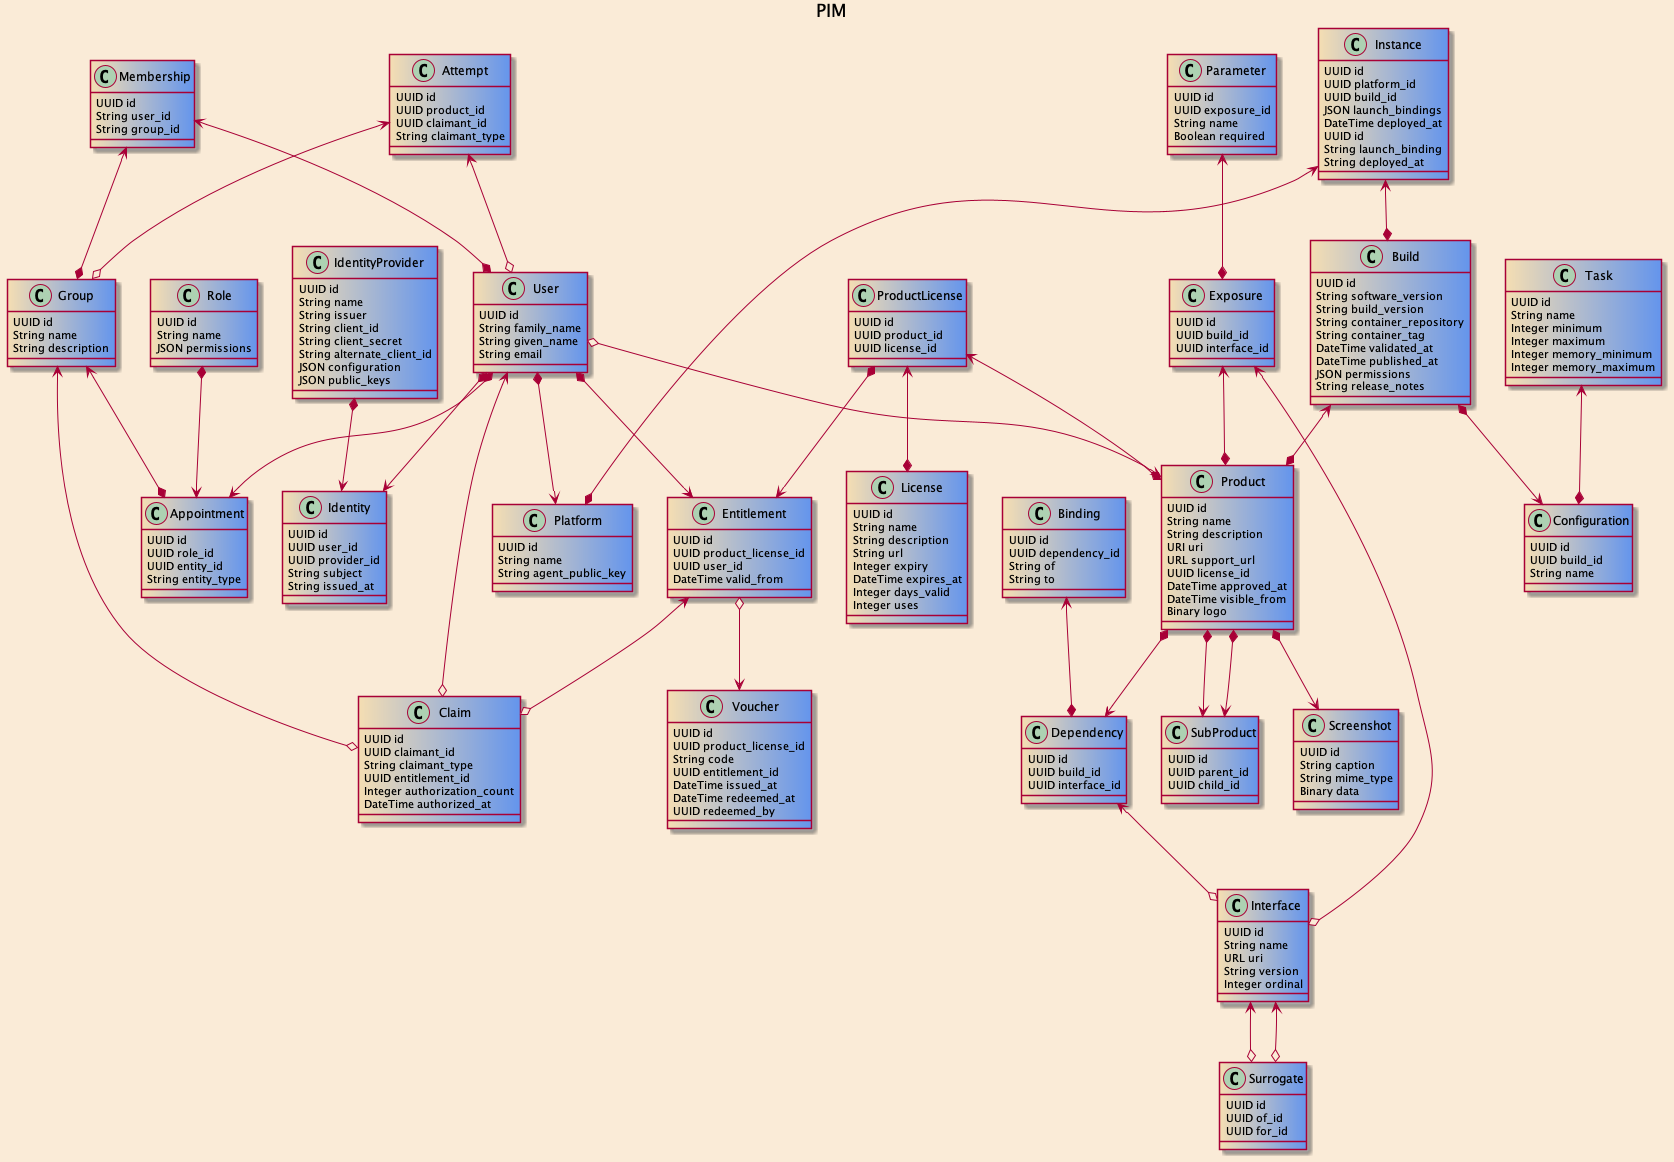 PIM
C Membership
UUID id
String user_id
String group_id
C Attempt
UUID id
UUID product_id
UUID claimant_id
String claimant_type
C Parameter
UUID id
UUID exposure_id
String name
Boolean required
C Instance
UUID id
UUID platform_id
UUID build_id
JSON launch_bindings
DateTime deployed_at
UUID id
String launch_binding
String deployed_at
C Group
UUID id
String name
String description
C Role
UUID id
String name
JSON permissions
C IdentityProvider
UUID id
String name
String issuer
String client_id
String client_secret
String alternate_client_id
JSON configuration
JSON public_keys
C User
UUID id
String family_name
String given_name
String email
C ProductLicense
UUID id
UUID product_id
UUID license_id
C Exposure
UUID id
UUID build_id
UUID interface_id
C Build
UUID id
String software_version
String build_version
String container_repository
String container_tag
DateTime validated_at
DateTime published_at
JSON permissions
String release_notes
C Task
UUID id
String name
Integer minimum
Integer maximum
Integer memory_minimum
Integer memory_maximum
C Appointment
UUID id
UUID role_id
UUID entity_id
String entity_type
C Identity
UUID id
UUID user_id
UUID provider_id
String subject
String issued_at
C Platform
UUID id
String name
String agent_public_key
C Entitlement
UUID id
UUID product_license_id
UUID user_id
DateTime valid_from
C License
UUID id
String name
String description
String url
Integer expiry
DateTime expires_at
Integer days_valid
Integer uses
C Binding
UUID id
UUID dependency_id
String of
String to
C Product
UUID id
String name
String description
URI uri
URL support_url
UUID license_id
DateTime approved_at
DateTime visible_from
Binary logo
C Configuration
UUID id
UUID build_id
String name
C Claim
UUID id
UUID claimant_id
String claimant_type
UUID entitlement_id
Integer authorization_count
DateTime authorized_at
C Voucher
UUID id
UUID product_license_id
String code
UUID entitlement_id
DateTime issued_at
DateTime redeemed_at
UUID redeemed_by
C Dependency
UUID id
UUID build_id
UUID interface_id
C SubProduct
UUID id
UUID parent_id
UUID child_id
C Screenshot
UUID id
String caption
String mime_type
Binary data
C Interface
UUID id
String name
URL uri
String version
Integer ordinal
C Surrogate
UUID id
UUID of_id
UUID for_id